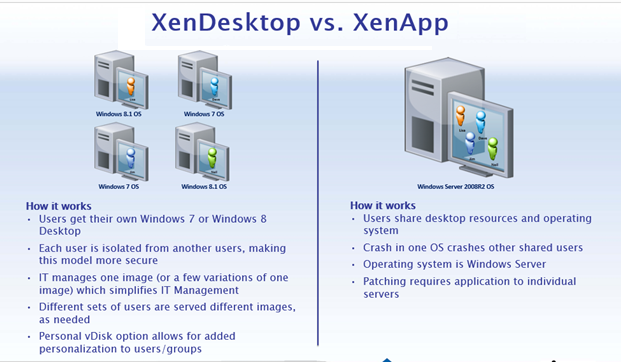 XenDesktop vs. XenApp
Windows 8.1 OS
Windows 7 OS
Windows 7 OS
Windows 8.1 OS
How it works
· Users get their own Windows 7 or Windows 8
Desktop
· Each user is isolated from another users, making
this model more secure
· IT manages one image (or a few variations of one
image) which simplifies IT Management
· Different sets of users are served different images,
as needed
· Personal vDisk option allows for added
personalization to users/groups
Windows Server 2008R2 OS
How it works
· Users share desktop resources and operating
system
· Crash in one OS crashes other shared users
· Operating system is Windows Server
· Patching requires application to individual
servers